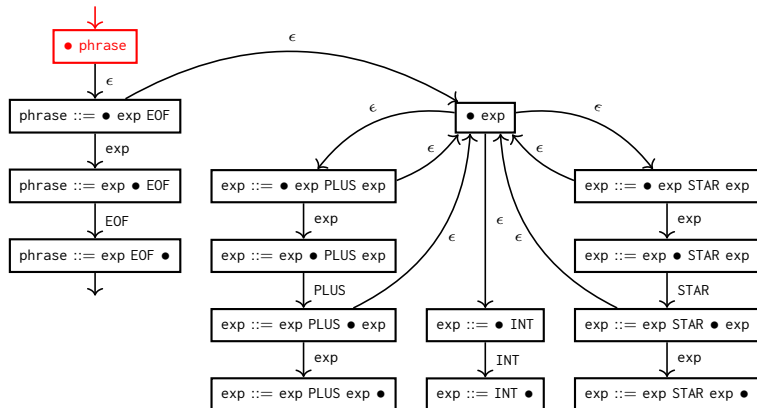 ● phrase
ϵ
ϵ
phrase ::= ● exp EOF
ϵ
● exp
ϵ
exp
ϵ
ϵ
phrase ::= exp ● EOF
exp ::= ● exp PLUS exp
exp ::= ● exp STAR exp
EOF
exp
ϵ
exp
phrase ::= exp EOF ●
exp ::= exp ● PLUS exp
ϵ
ϵ
exp ::= exp ● STAR exp
PLUS
STAR
exp ::= exp PLUS ● exp
exp ::= ● INT
exp ::= exp STAR ● exp
exp
INT
exp
exp ::= exp PLUS exp ●
exp ::= INT ●
exp ::= exp STAR exp ●